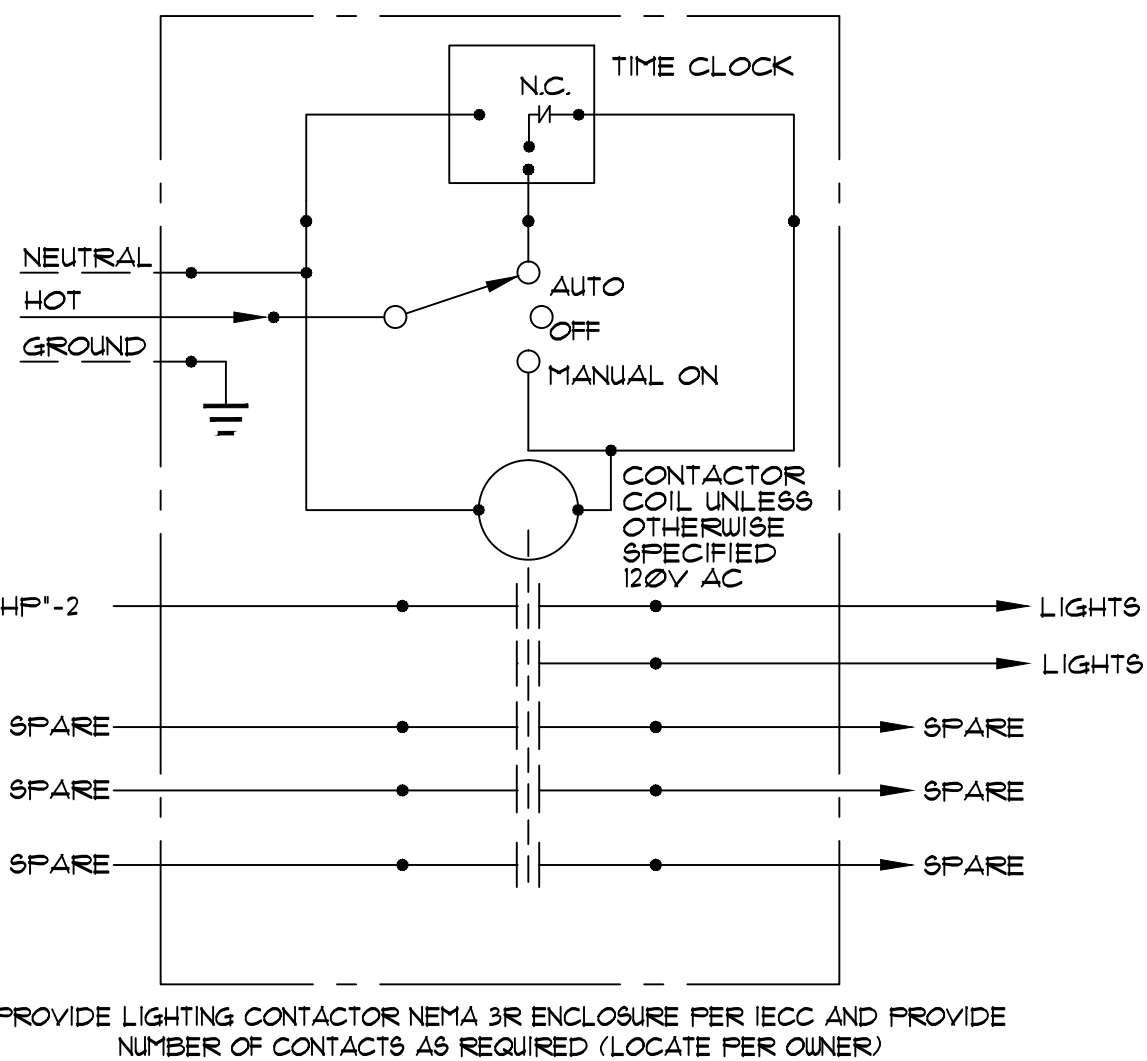 TIME CLOCK
N.C.
NEUTRAL
HOT
GROUND
AUTO
OFF
MANUAL ON
CONTACTOR
COIL UNLESS
OTHERWISE
SPECIFIED
120V AC
HP"-2
LIGHTS
LIGHTS
SPARE
SPARE
SPARE
SPARE
SPARE
SPARE
PROVIDE LIGHTING CONTACTOR NEMA 3R ENCLOSURE PER IECC AND PROVIDE
NUMBER OF CONTACTS AS REQUIRED (LOCATE PER OWNER)